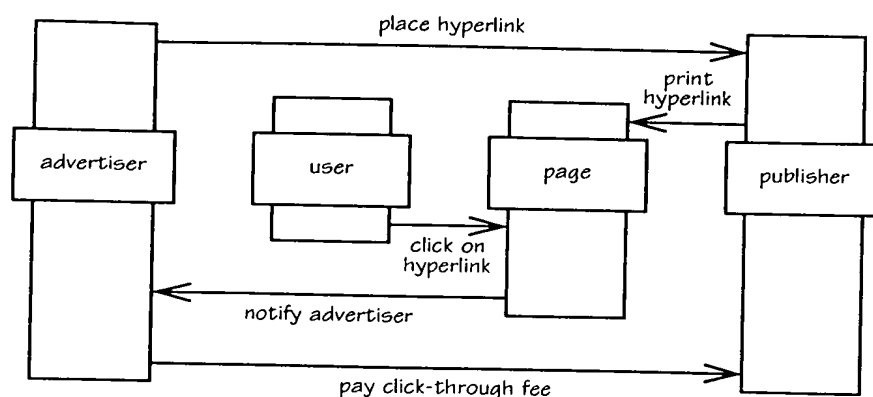 place hyperlink
print
hyperlink
advertiser
user
page
publisher
click on
hyperlink
notify advertiser
pay click-through fee